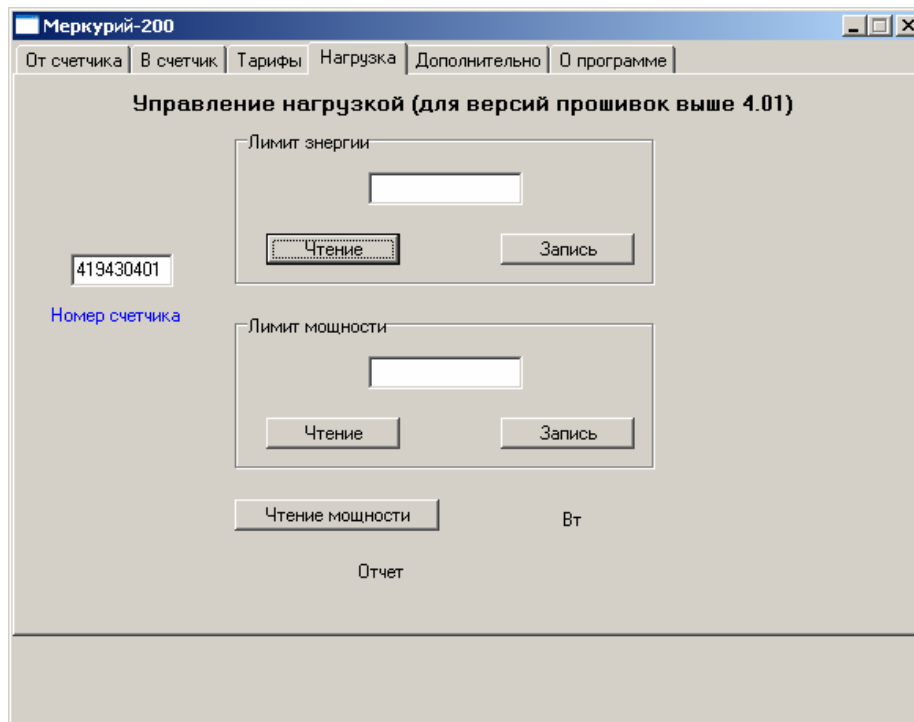 Меркурий-200
От счетчика В счетчик Тарифы Нагрузка Дополнительно О программе
Управление нагрузкой (для версий прошивок выше 4.01)
Лимит энергии
Чтение Запись
419430401
Номер счетчика
Лимит мощности
Чтение Запись
Чтение мощности Вт
Отчет